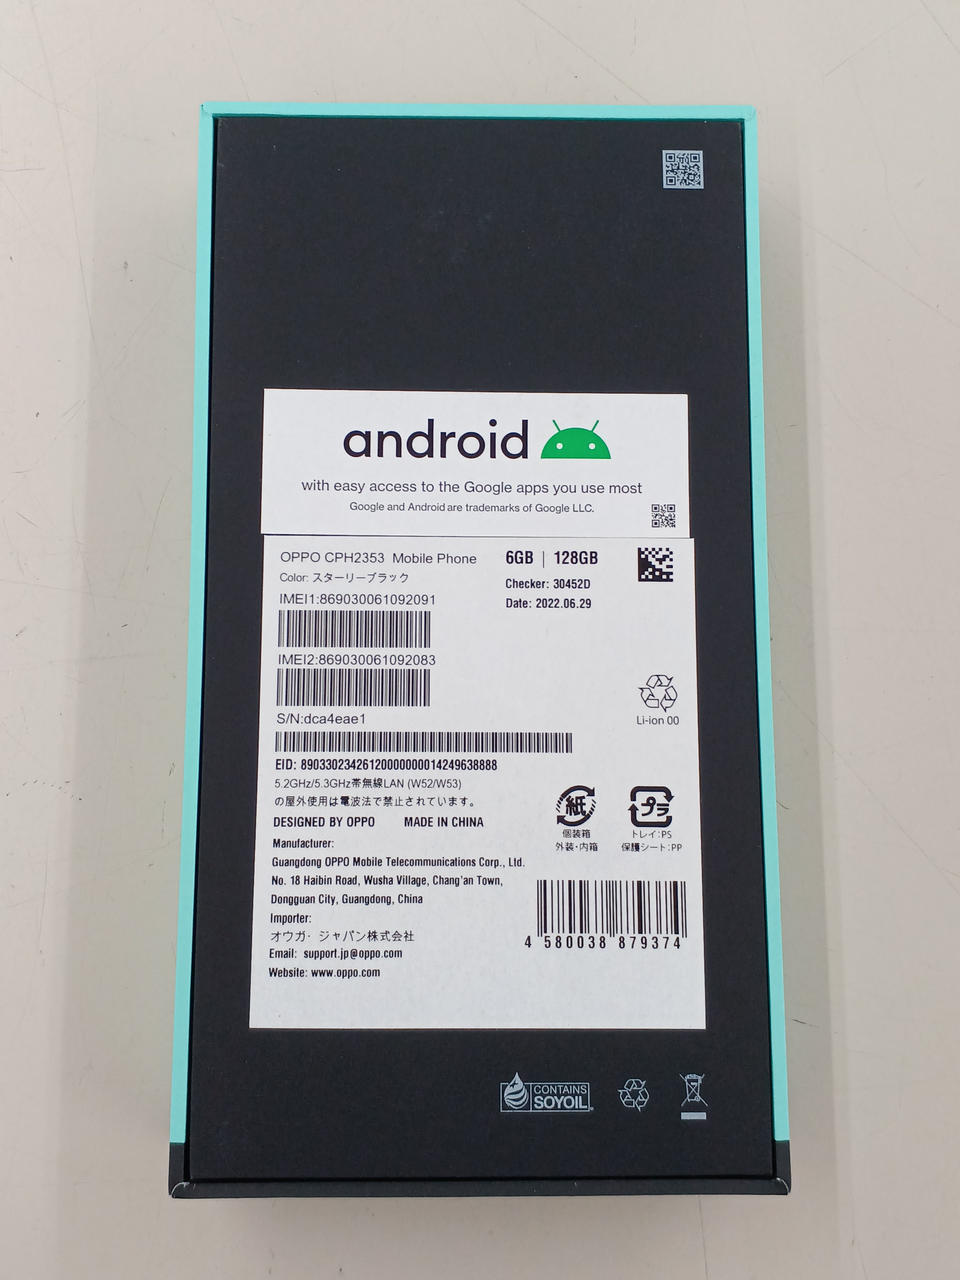 android
with easy access to the Google apps you use most
Google and Android are trademarks of Google LLC.
OPPO CPH2353 Mobile Phone
6GB | 128GB
Color: スターリーブラック
Checker: 30452D
IMEI1:869030061092091
Date: 2022.06.29
IMEI2:869030061092083
S/N:dca4eae1
Li-ion 00
EID: 89033023426120000000014249638888
5.2GHz/5.3GHz帯無線LAN (W52/W53)
の屋外使用は電波法で禁止されています。
DESIGNED BY OPPO MADE IN CHINA
紙
個装箱
外装・内箱
プラ
トレイ:PS
保護シート:PP
Manufacturer:
Guangdong OPPO Mobile Telecommunications Corp., Ltd.
No. 18 Haibin Road, Wusha Village, Chang'an Town,
Dongguan City, Guangdong, China
Importer:
オウガ・ジャパン株式会社
Email: support.jp@oppo.com
Website: www.oppo.com
4 580038 879374
CONTAINS
SOYOIL